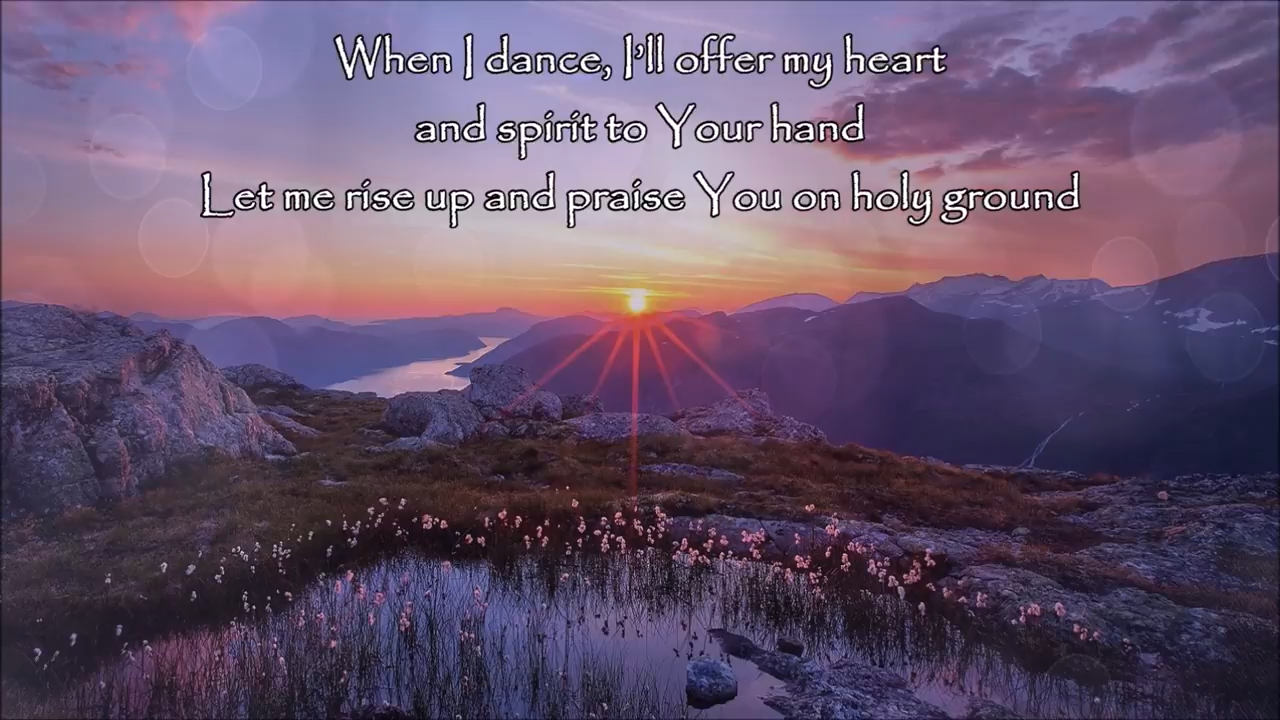 When I dance, I'll offer my heart
and spirit to Your hand
Let me rise up and praise You on holy ground